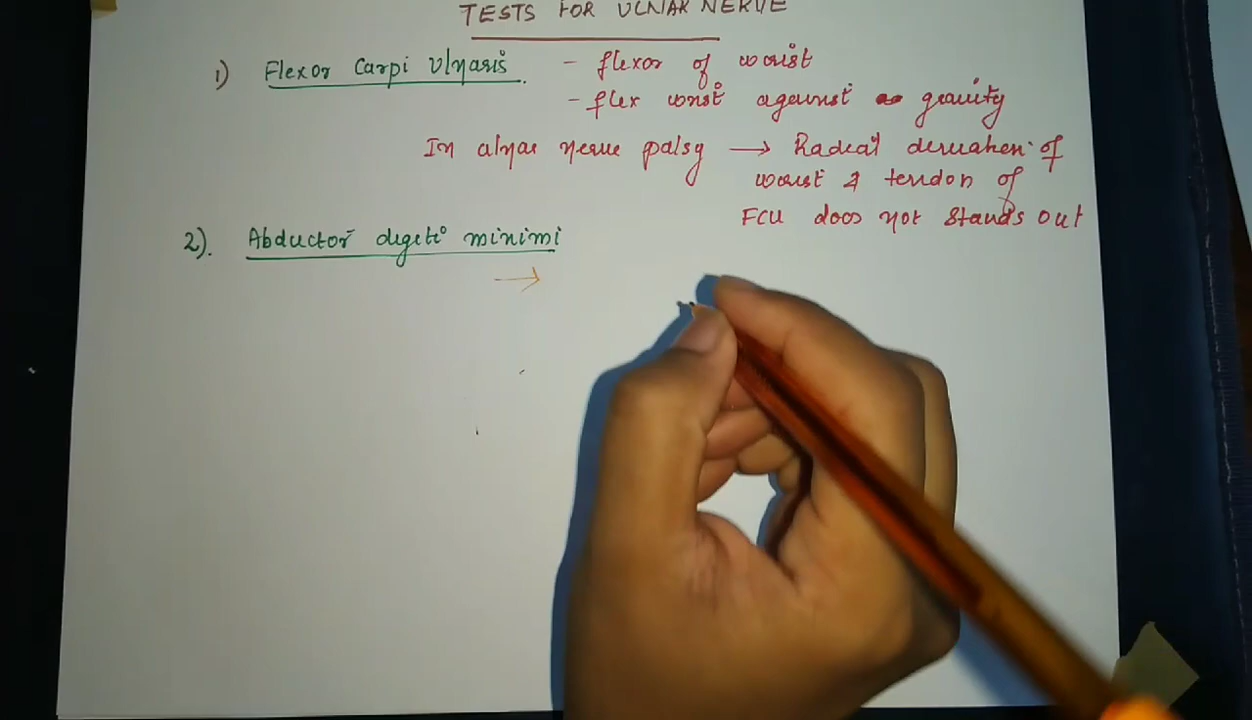 TESTS FOR ULNAR NERVE
1) Flexor Carpi Ulnaris - flexor of wrist
- flex wrist against gravity
In ulnar nerve palsy → Radial deviation of
wrist & tendon of
FCU does not stands out
2). Abductor digiti minimi
→